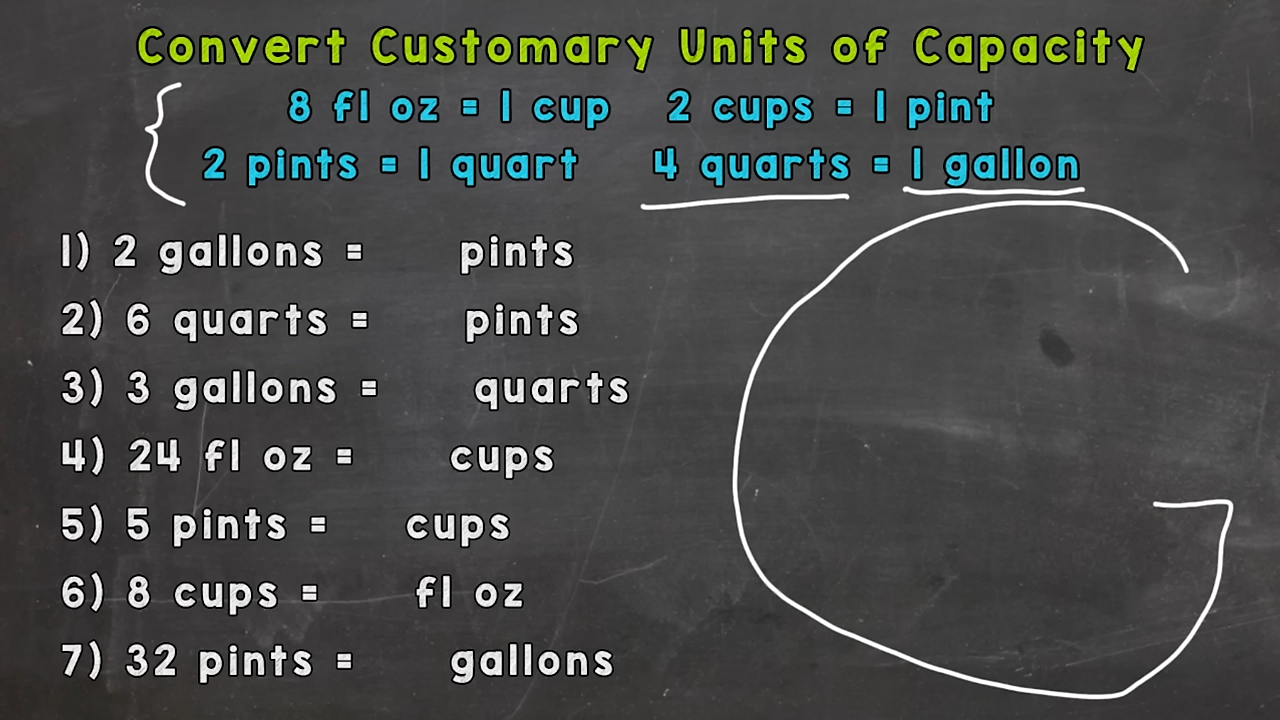 Convert Customary Units of Capacity
8 fl oz = 1 cup 2 cups = 1 pint
2 pints = 1 quart 4 quarts = 1 gallon
1) 2 gallons = pints
2) 6 quarts = pints
3) 3 gallons = quarts
4) 24 fl oz = cups
5) 5 pints = cups
6) 8 cups = fl oz
7) 32 pints = gallons
G